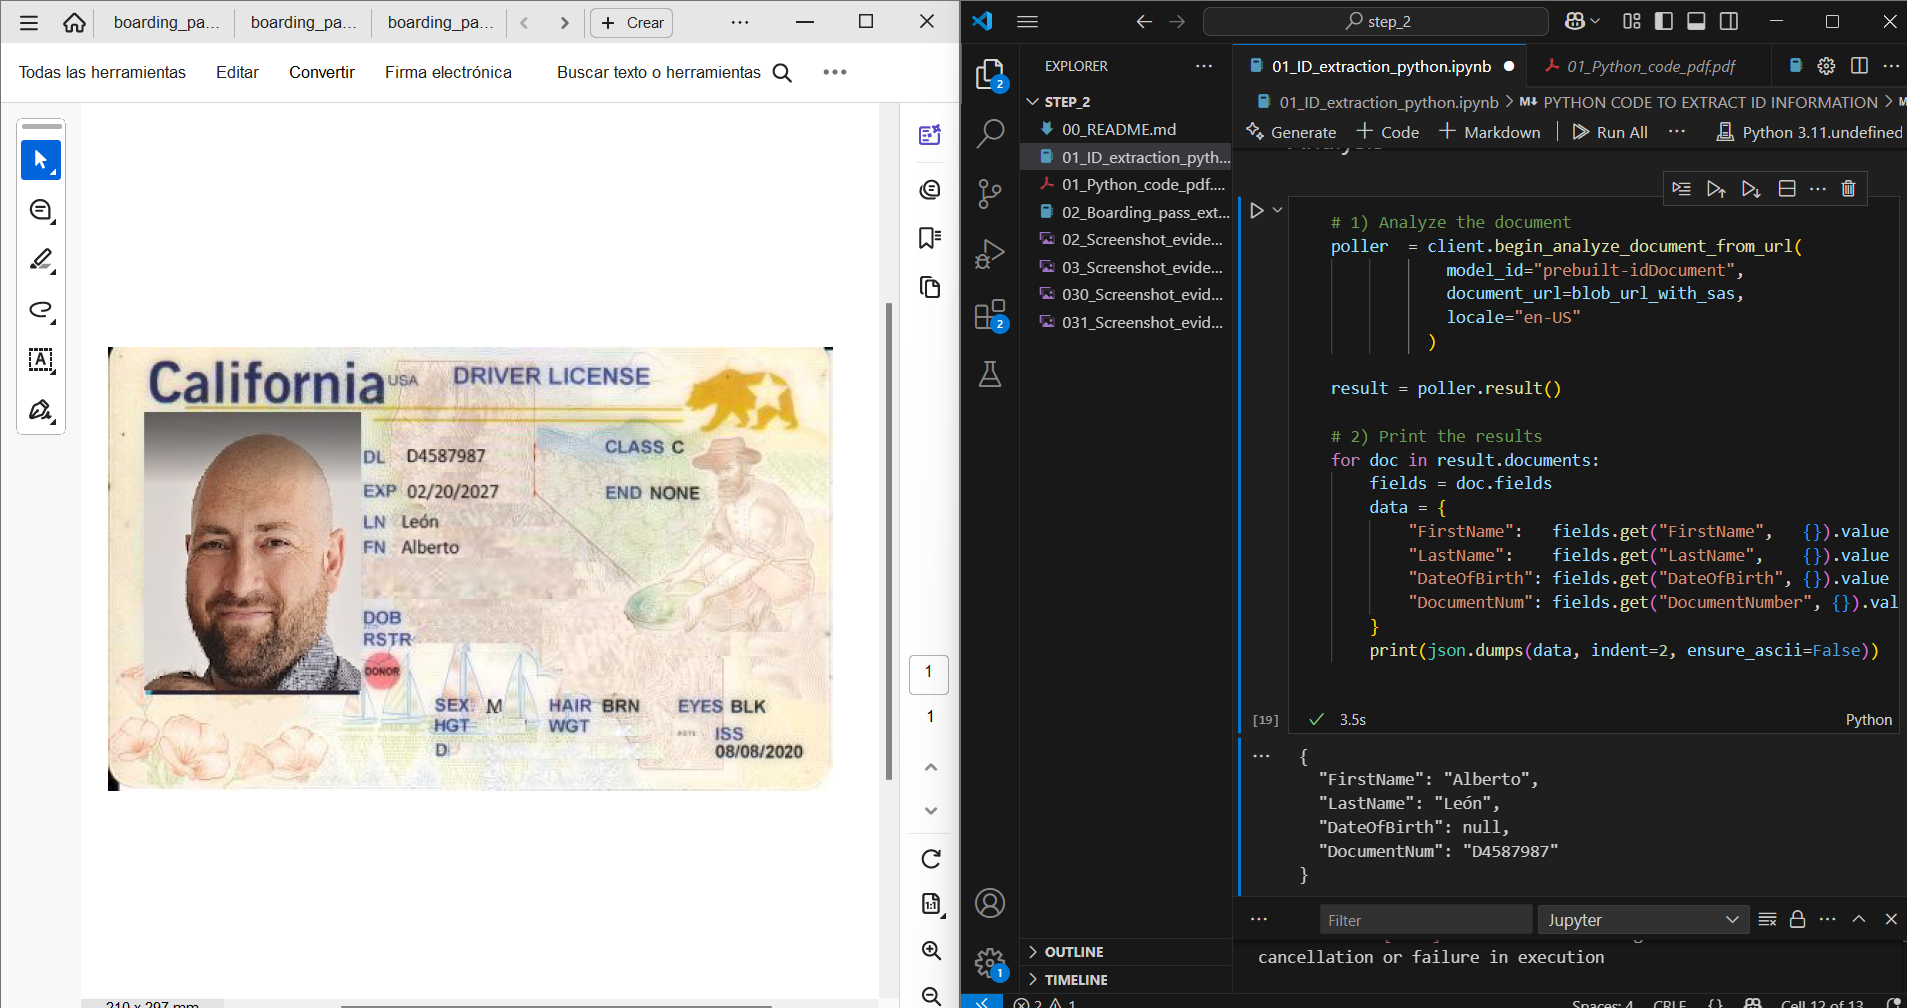 boarding_pa...
boarding_pa...
boarding_pa...
Crear
Todas las herramientas
Editar
Convertir
Firma electrónica
Buscar texto o herramientas
California USA DRIVER LICENSE
DL D4587987
CLASS C
EXP 02/20/2027
END NONE
LN León
FN Alberto
DOB
RSTR
DONOR
SEX M HAIR BRN EYES BLK
HGT WGT
ISS
D
08/08/2020
1
1
210 x 297 mm
step_2
EXPLORER
STEP_2
00_README.md
01_ID_extraction_pyth...
01_Python_code_pdf....
02_Boarding_pass_ext...
02_Screenshot_evide...
03_Screenshot_evide...
030_Screenshot_evid...
031_Screenshot_evid...
OUTLINE
TIMELINE
2
2
1
01_ID_extraction_python.ipynb
01_Python_code_pdf.pdf
01_ID_extraction_python.ipynb > M↓ PYTHON CODE TO EXTRACT ID INFORMATION >
Generate + Code + Markdown Run All ... Python 3.11.undefined
Analysis
# 1) Analyze the document
poller  = client.begin_analyze_document_from_url(
model_id="prebuilt-idDocument",
document_url=blob_url_with_sas,
locale="en-US"
)
result = poller.result()
# 2) Print the results
for doc in result.documents:
fields = doc.fields
data = {
"FirstName":   fields.get("FirstName",   {}).value
"LastName":    fields.get("LastName",    {}).value
"DateOfBirth": fields.get("DateOfBirth", {}).value
"DocumentNum": fields.get("DocumentNumber", {}).val
}
print(json.dumps(data, indent=2, ensure_ascii=False))
[19] 3.5s Python
{
"FirstName": "Alberto",
"LastName": "León",
"DateOfBirth": null,
"DocumentNum": "D4587987"
}
Filter
Jupyter
cancellation or failure in execution
2 1
Spaces: 4 CRLF {} Cell 12 of 13